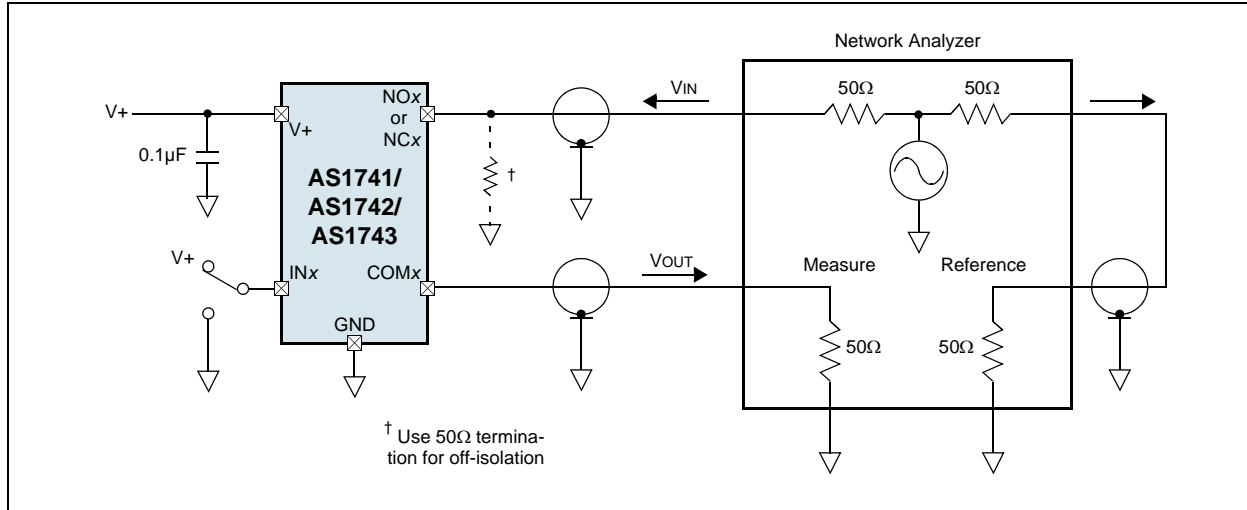 Network Analyzer
V+
0.1µF
V+
NOx
or
NCx
AS1741/
AS1742/
AS1743
V+
INx
COMx
GND
†
VIN
50Ω
50Ω
VOUT
Measure
Reference
50Ω
50Ω
† Use 50Ω termina-
tion for off-isolation